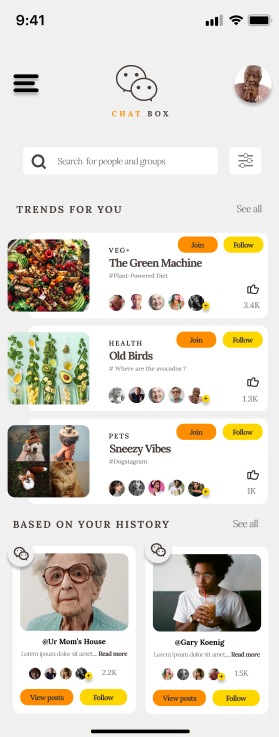 9:41
CHAT BOX
Search for people and groups
TRENDS FOR YOU
See all
VEG+
Join
Follow
The Green Machine
#Plant-Powered Diet
3.4K
HEALTH
Join
Follow
Old Birds
# Where are the avocados ?
1.3K
PETS
Join
Follow
Sneezy Vibes
#Dogstagram
1K
BASED ON YOUR HISTORY
See all
@Ur Mom's House
Lorem ipsum dolor sit amet... Read more
2.2K
View posts
Follow
@Gary Koenig
Lorem ipsum dolor sit amet... Read more
1.5K
View posts
Follow